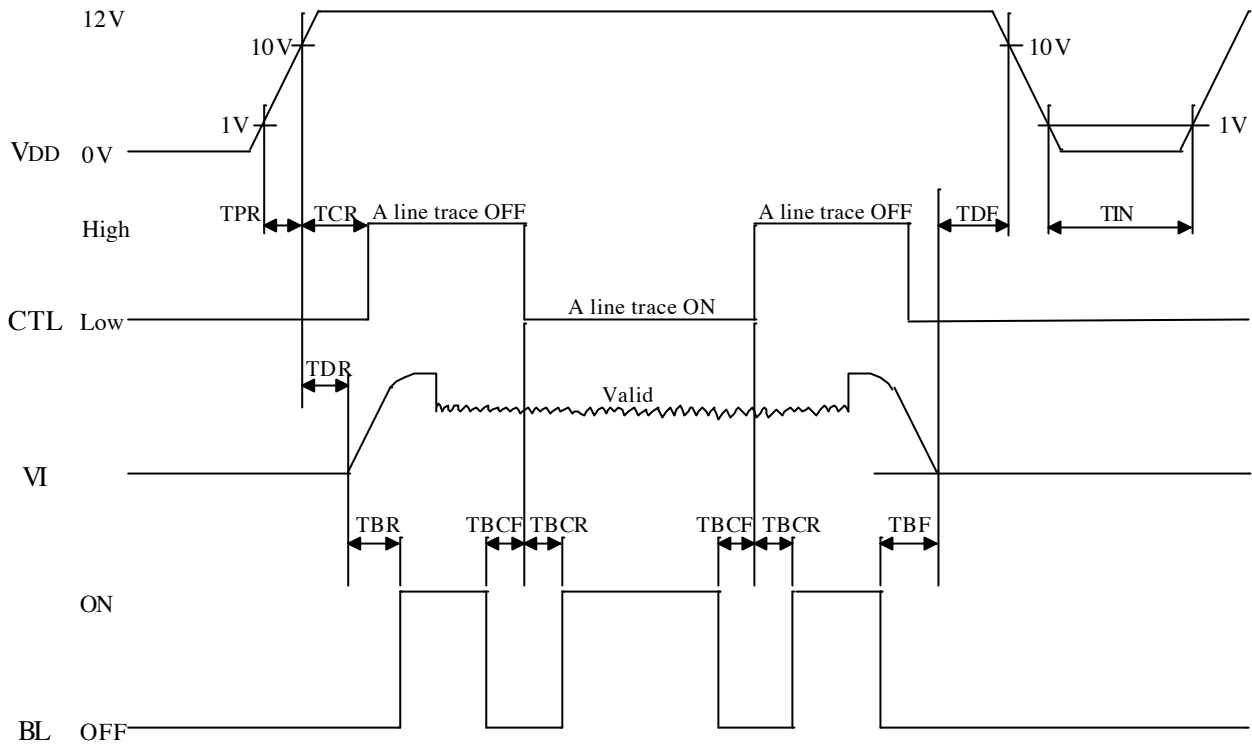 12V
10V
10V
1V
1V
VDD 0V
TPR TCR A line trace OFF A line trace OFF TDF TIN
High
A line trace ON
CTL Low
TDR
Valid
VI
TBR TBCF TBCR TBCF TBCR TBF
ON
BL OFF